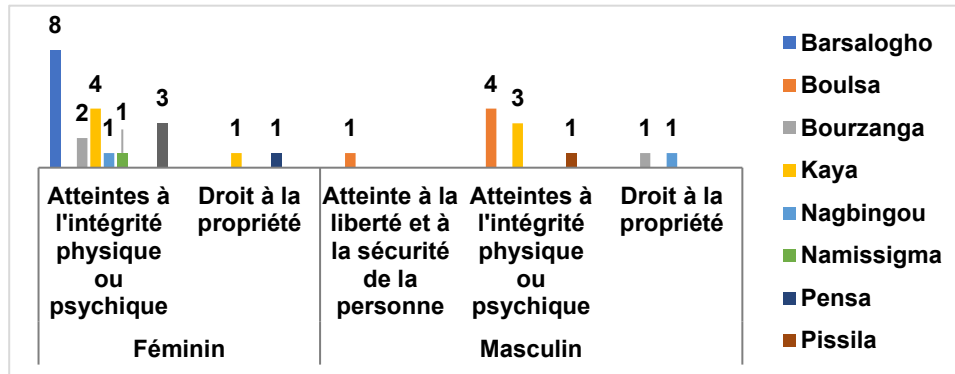 8
2
4
1
1
3
1
1
1
4
3
1
1
1
Atteintes à
l'intégrité
physique
ou
psychique
Droit à la
propriété
Atteinte à la
liberté et à
la sécurité
de la
personne
Atteintes à
l'intégrité
physique
ou
psychique
Droit à la
propriété
Féminin
Masculin
Barsalogho
Boulsa
Bourzanga
Kaya
Nagbingou
Namissigma
Pensa
Pissila